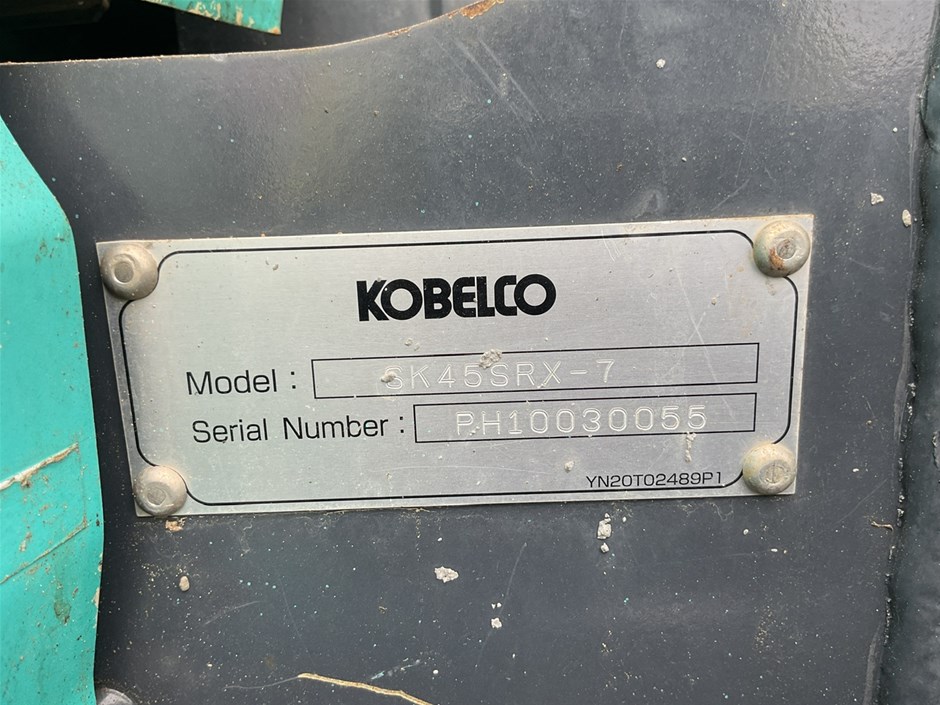 KOBELCO
Model : SK45SRX-7
Serial Number : PH10030055
YN20T02489P1